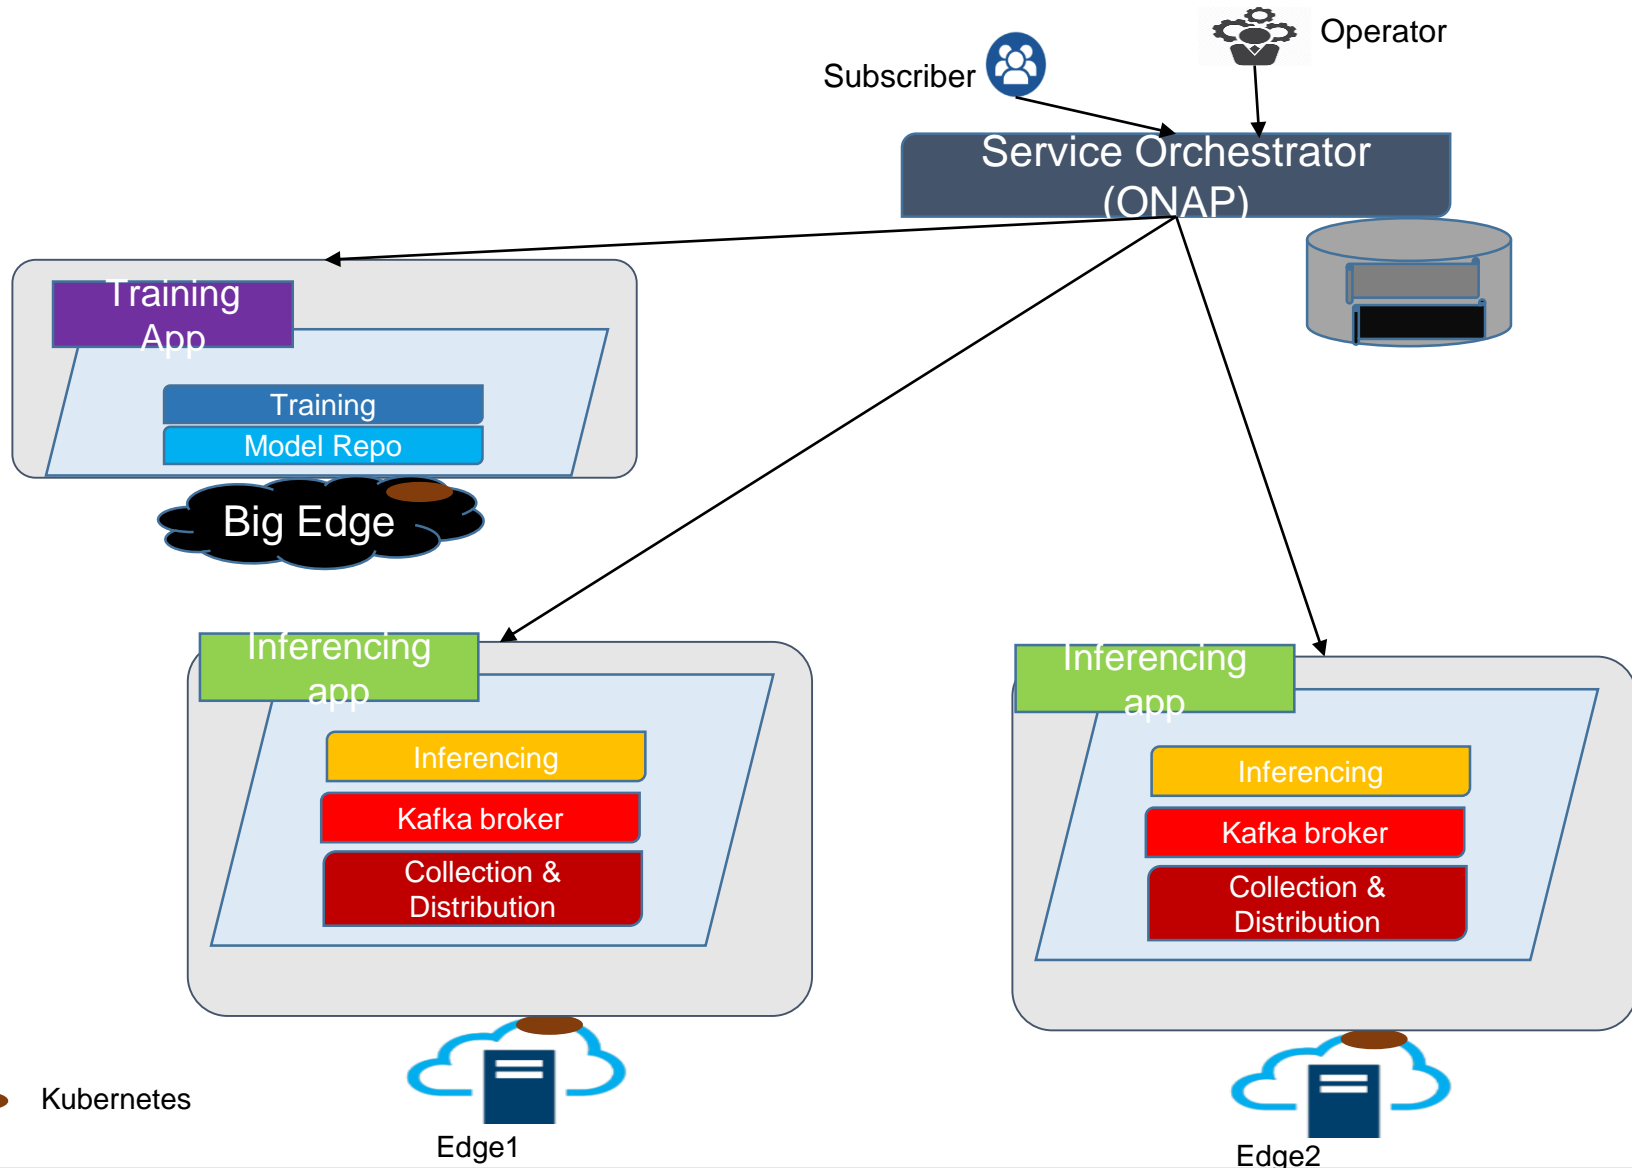 Operator
Subscriber
Service Orchestrator
(ONAP)
Training
App
Training
Model Repo
Big Edge
Inferencing
app
Inferencing
Kafka broker
Collection &
Distribution
Inferencing
app
Inferencing
Kafka broker
Collection &
Distribution
Kubernetes
Edge1
Edge2